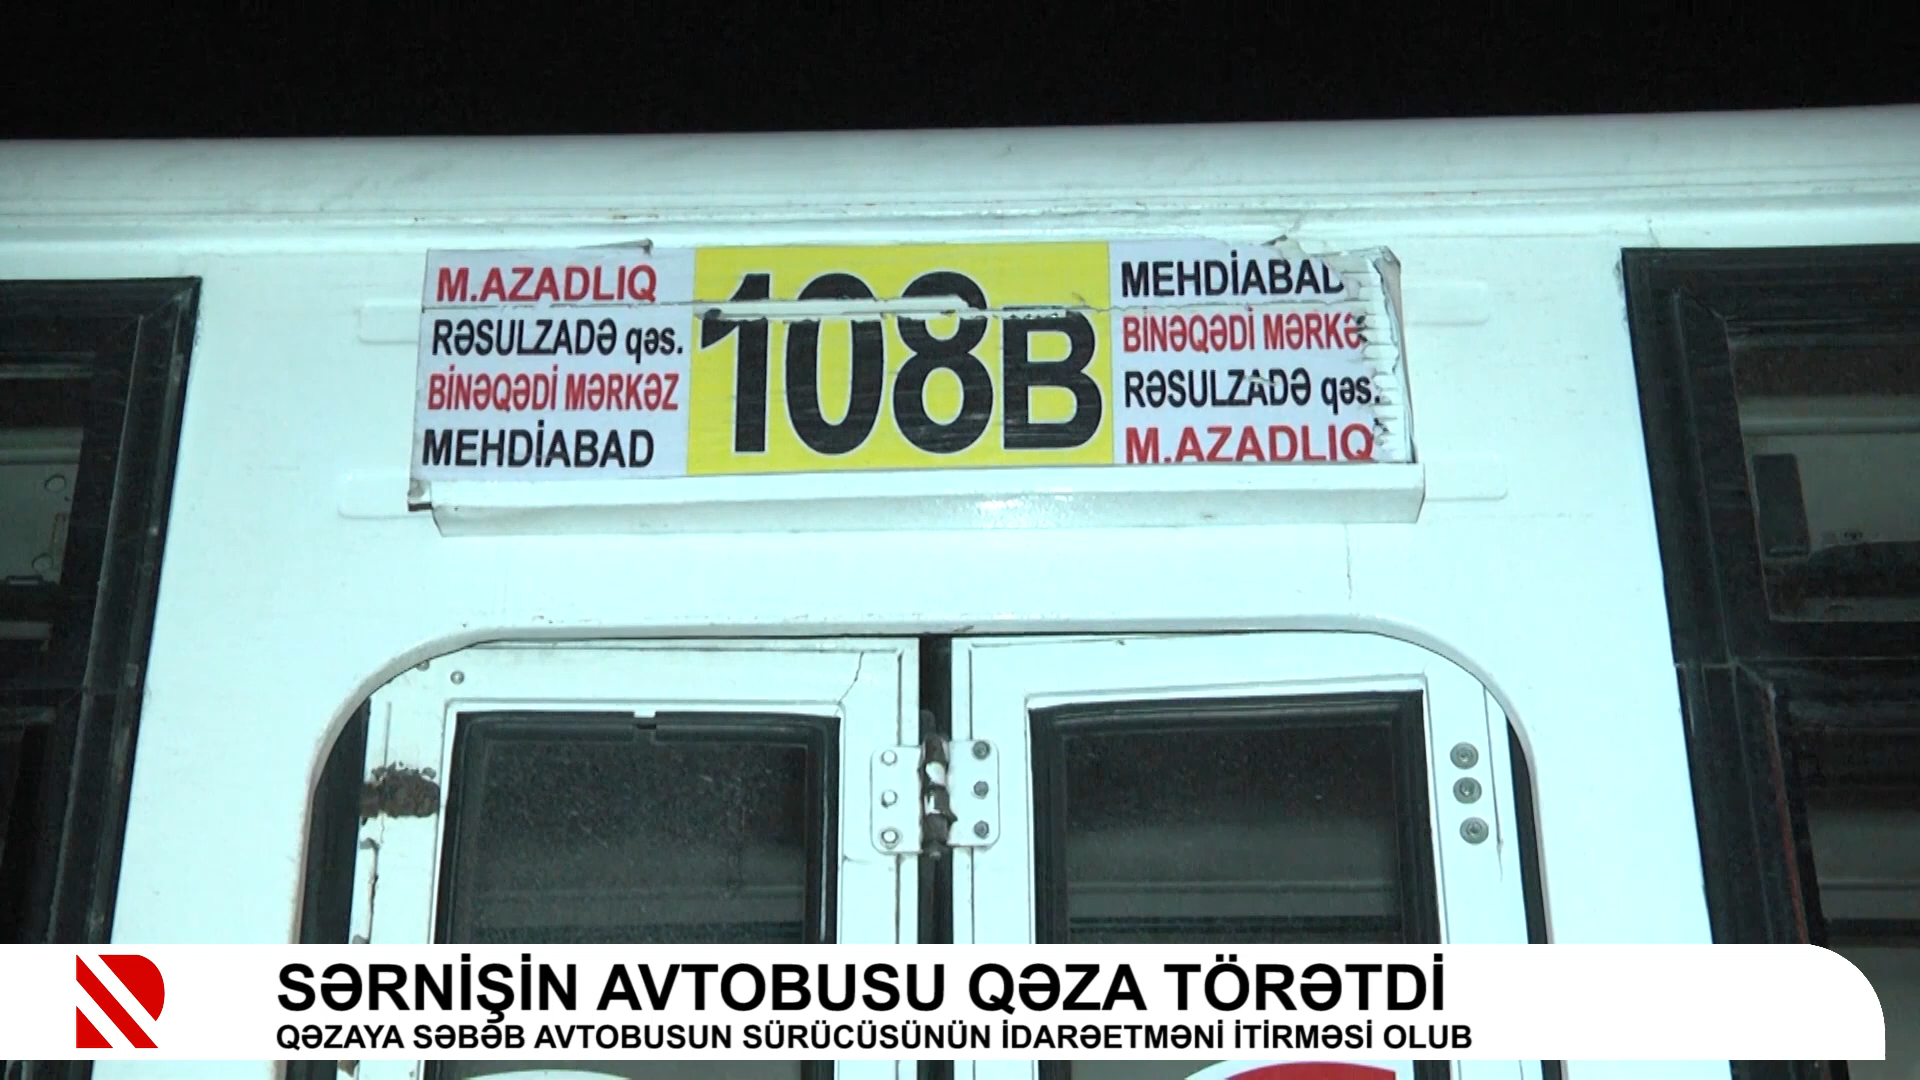 M.AZADLIQ
RƏSULZADƏ qəs.
BİNƏQƏDİ MƏRKƏZ
MEHDİABAD
108B
MEHDİABAD
BİNƏQƏDİ MƏRKƏ
RƏSULZADƏ qəs.
M.AZADLIQ
SƏRNİŞİN AVTOBUSU QƏZA TÖRƏTDİ
QƏZAYA SƏBƏB AVTOBUSUN SÜRÜCÜSÜNÜN İDARƏETMƏNİ İTİRMƏSİ OLUB